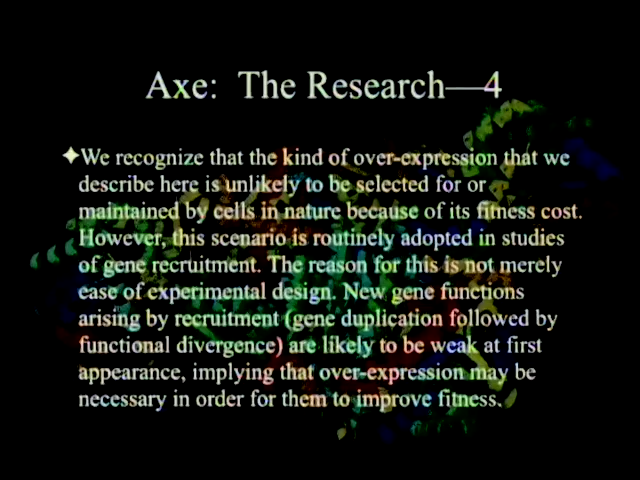 Axe: The Research—4
✦We recognize that the kind of over-expression that we
describe here is unlikely to be selected for or
maintained by cells in nature because of its fitness cost.
However, this scenario is routinely adopted in studies
of gene recruitment. The reason for this is not merely
ease of experimental design. New gene functions
arising by recruitment (gene duplication followed by
functional divergence) are likely to be weak at first
appearance, implying that over-expression may be
necessary in order for them to improve fitness.